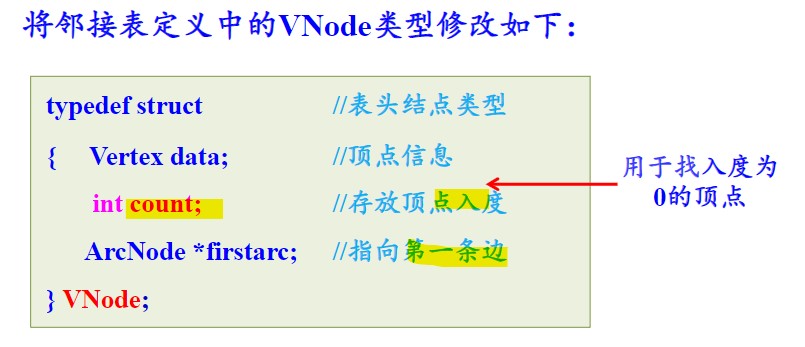 将邻接表定义中的VNode类型修改如下：
typedef struct //表头结点类型
{ Vertex data; //顶点信息
int count; //存放顶点入度
ArcNode *firstarc; //指向第一条边
} VNode;
用于找入度为
0的顶点